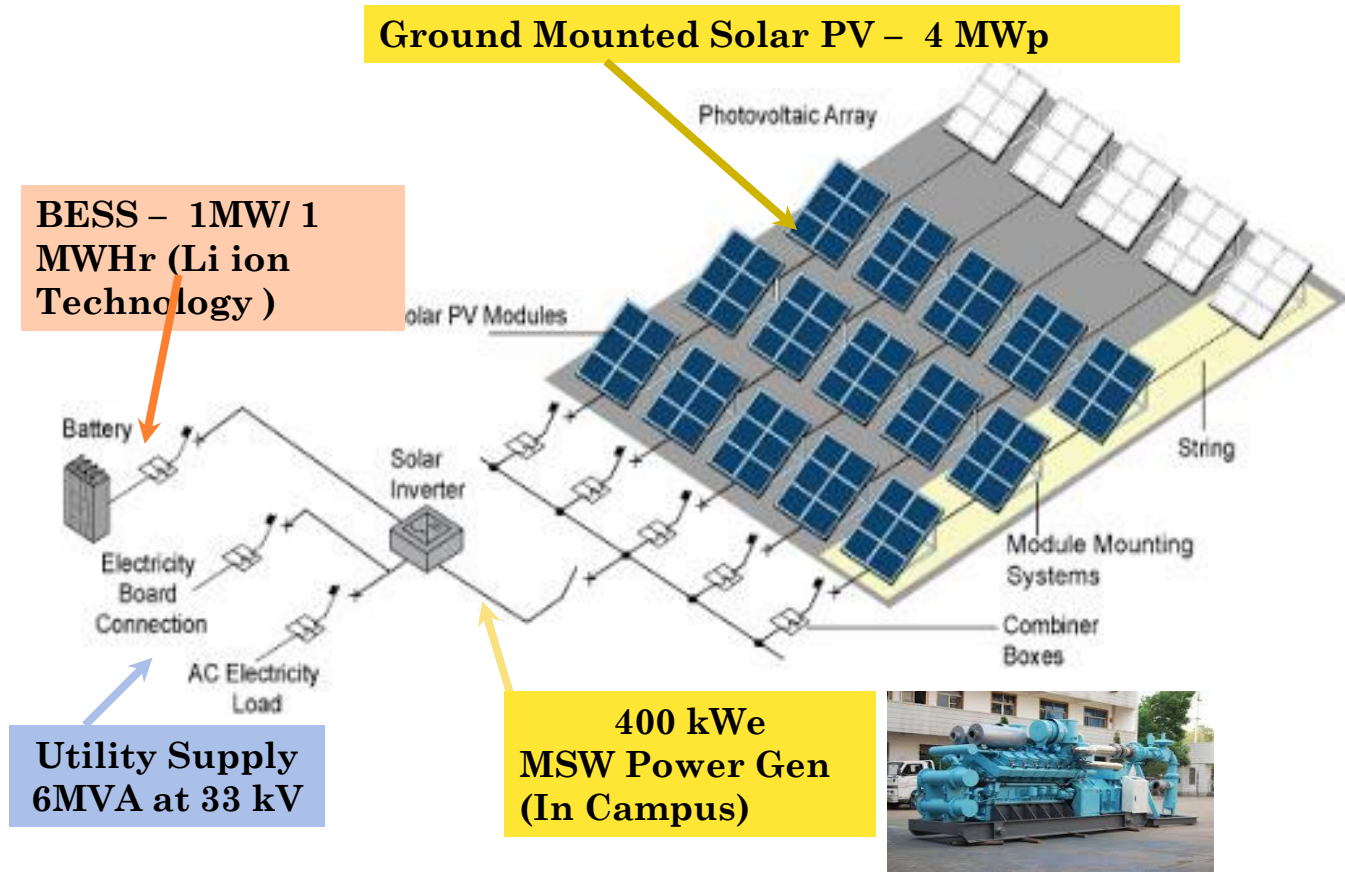 Ground Mounted Solar PV – 4 MWp
Photovoltaic Array
BESS – 1MW/ 1
MWHr (Li ion
Technology )
olar PV Modules
Battery
Solar
Inverter
String
Electricity
Board
Connection
Module Mounting
Systems
Combiner
Boxes
AC Electricity
Load
Utility Supply
6MVA at 33 kV
400 kWe
MSW Power Gen
(In Campus)